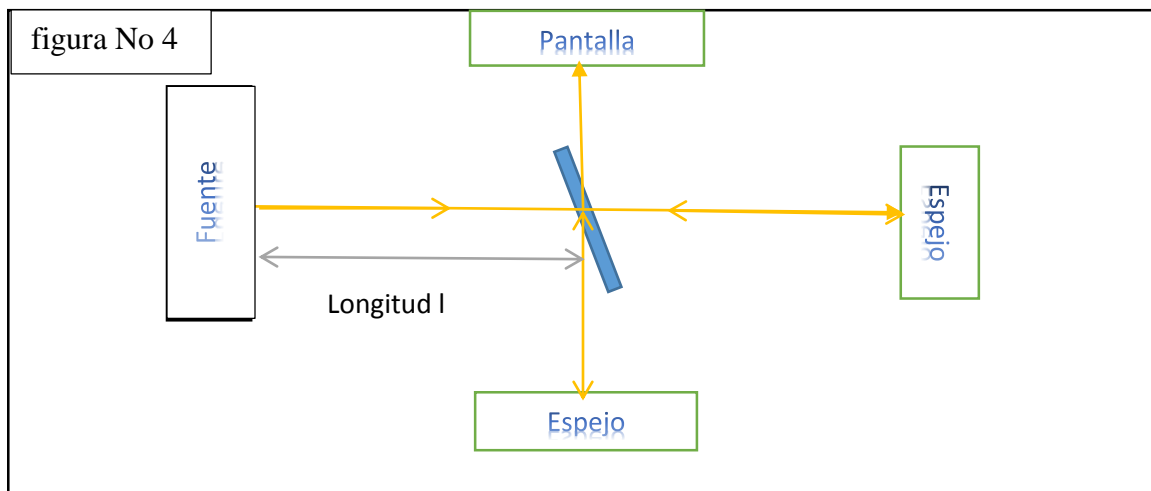 figura No 4
Pantalla
Fuente
Espejo
Longitud l
Espejo